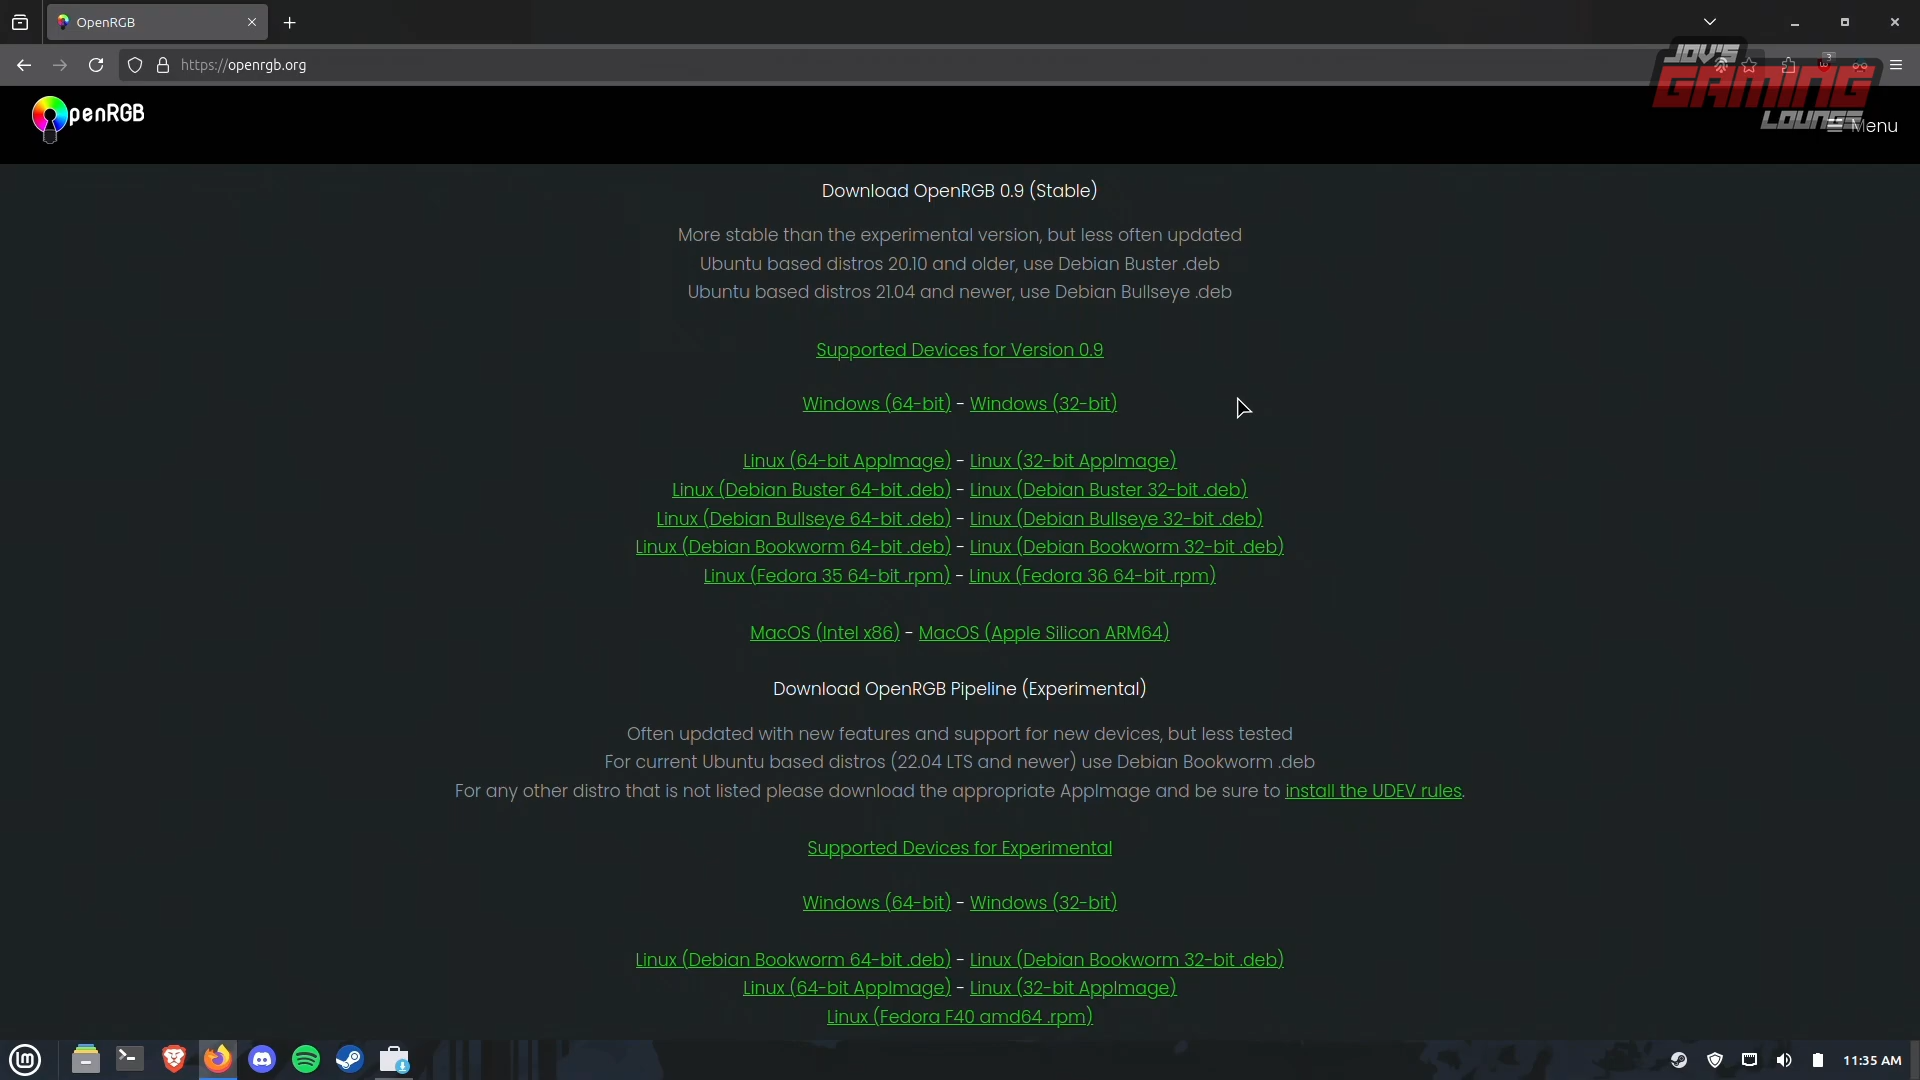 OpenRGB
https://openrgb.org
JOV'S
GAMING
LOUNGE
penRGB
Menu
Download OpenRGB 0.9 (Stable)
More stable than the experimental version, but less often updated
Ubuntu based distros 20.10 and older, use Debian Buster .deb
Ubuntu based distros 21.04 and newer, use Debian Bullseye .deb
Supported Devices for Version 0.9
Windows (64-bit) - Windows (32-bit)
Linux (64-bit AppImage) - Linux (32-bit AppImage)
Linux (Debian Buster 64-bit .deb) - Linux (Debian Buster 32-bit .deb)
Linux (Debian Bullseye 64-bit .deb) - Linux (Debian Bullseye 32-bit .deb)
Linux (Debian Bookworm 64-bit .deb) - Linux (Debian Bookworm 32-bit .deb)
Linux (Fedora 35 64-bit .rpm) - Linux (Fedora 36 64-bit .rpm)
MacOS (Intel x86) - MacOS (Apple Silicon ARM64)
Download OpenRGB Pipeline (Experimental)
Often updated with new features and support for new devices, but less tested
For current Ubuntu based distros (22.04 LTS and newer) use Debian Bookworm .deb
For any other distro that is not listed please download the appropriate AppImage and be sure to install the UDEV rules.
Supported Devices for Experimental
Windows (64-bit) - Windows (32-bit)
Linux (Debian Bookworm 64-bit .deb) - Linux (Debian Bookworm 32-bit .deb)
Linux (64-bit AppImage) - Linux (32-bit AppImage)
Linux (Fedora F40 amd64 .rpm)
11:35 AM